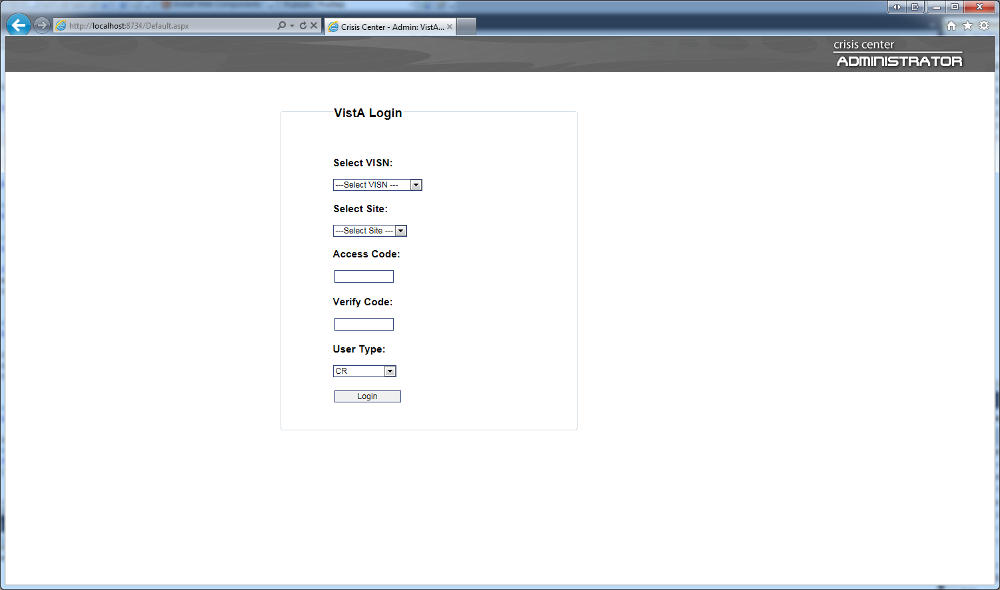 http://localhost:8734/Default.aspx
Crisis Center - Admin: VistA...
crisis center
ADMINISTRATOR
VistA Login
Select VISN:
---Select VISN ---
Select Site:
---Select Site ---
Access Code:
Verify Code:
User Type:
CR
Login